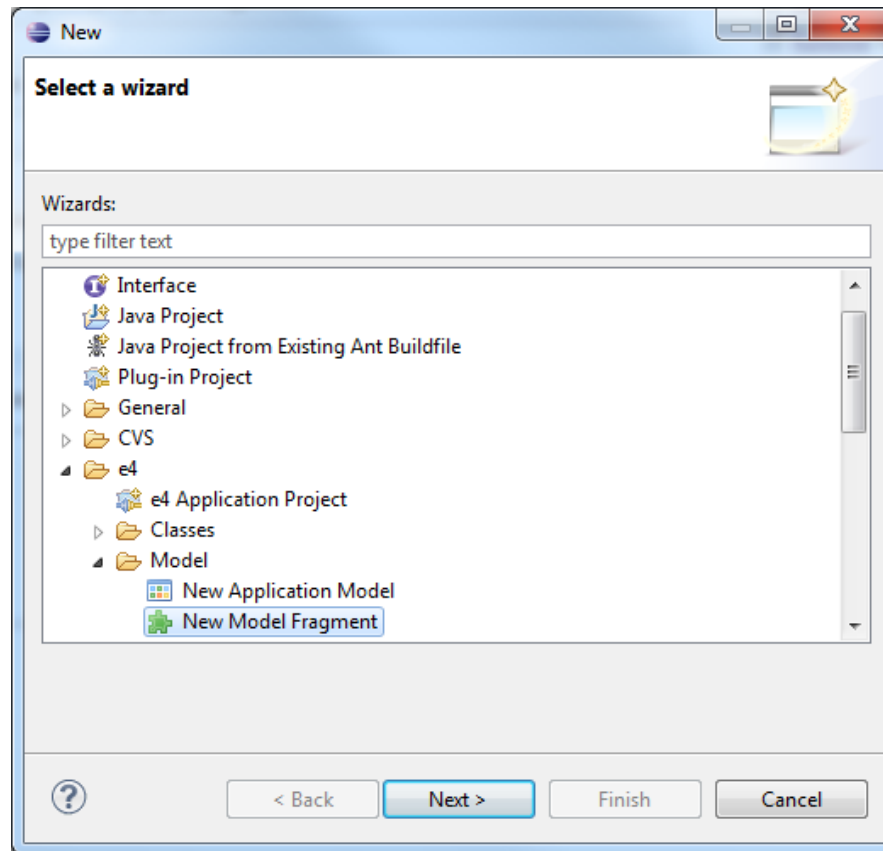 New
Select a wizard
Wizards:
type filter text
Interface
Java Project
Java Project from Existing Ant Buildfile
Plug-in Project
General
CVS
e4
e4 Application Project
Classes
Model
New Application Model
New Model Fragment
< Back Next > Finish Cancel